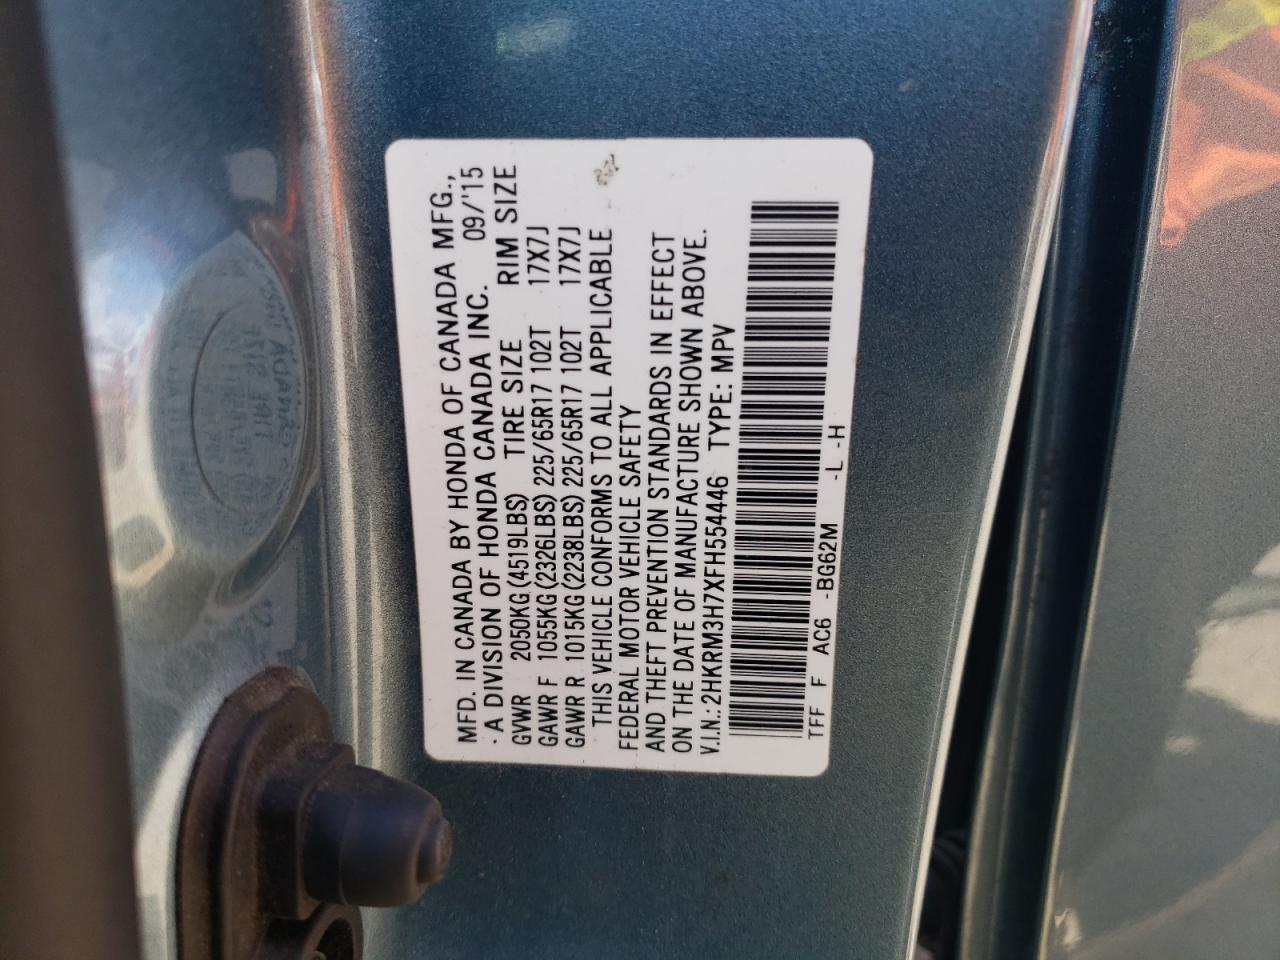 MFD. IN CANADA BY HONDA OF CANADA MFG.,
· A DIVISION OF HONDA CANADA INC. 09/'15
GVWR 2050KG(4519LBS) TIRE SIZE RIM SIZE
GAWR F 1055KG(2326LBS) 225/65R17 102T 17X7J
GAWR R 1015KG(2238LBS) 225/65R17 102T 17X7J
THIS VEHICLE CONFORMS TO ALL APPLICABLE
FEDERAL MOTOR VEHICLE SAFETY
AND THEFT PREVENTION STANDARDS IN EFFECT
ON THE DATE OF MANUFACTURE SHOWN ABOVE.
V.I.N.: 2HKRM3H7XFH554446 TYPE: MPV
TFF F AC6 -BG62M -L -H